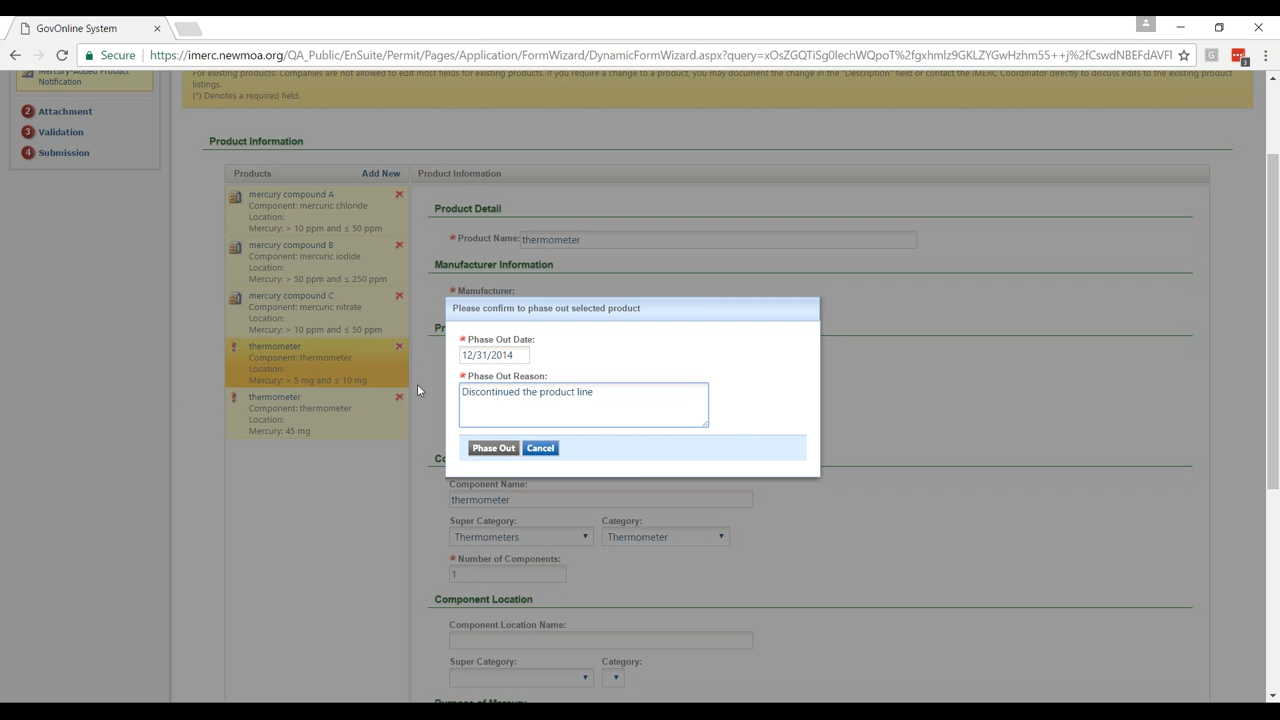 GovOnline System
Secure
https://imerc.newmoa.org/QA_Public/EnSuite/Permit/Pages/Application/FormWizard/DynamicFormWizard.aspx?query=xOsZGQTiSg0lechWQpoT%2fgxhmlz9GKLZYGwHzhm55++j%2fCswdNBEFdAVFl
Mercury-Added Product
Notification
2 Attachment
3 Validation
4 Submission
For existing products: Companies are not allowed to edit most fields for existing products. If you require a change to a product, you may document the change in the "Description" field or contact the IMERC Coordinator directly to discuss edits to the existing product
listings.
(*) Denotes a required field.
Product Information
Products
Add New
Product Information
mercury compound A
Component: mercuric chloride
Location:
Mercury: > 10 ppm and ≤ 50 ppm
mercury compound B
Component: mercuric iodide
Location:
Mercury: > 50 ppm and ≤ 250 ppm
mercury compound C
Component: mercuric nitrate
Location:
Mercury: > 10 ppm and ≤ 50 ppm
thermometer
Component: thermometer
Location:
Mercury: > 5 mg and ≤ 10 mg
thermometer
Component: thermometer
Location:
Mercury: 45 mg
Product Detail
* Product Name: thermometer
Manufacturer Information
* Manufacturer:
Please confirm to phase out selected product
* Phase Out Date:
12/31/2014
* Phase Out Reason:
Discontinued the product line
Phase Out
Cancel
Component Name:
thermometer
Super Category:
Category:
Thermometers
Thermometer
* Number of Components:
1
Component Location
Component Location Name:
Super Category:
Category:
Purpose of Mercury